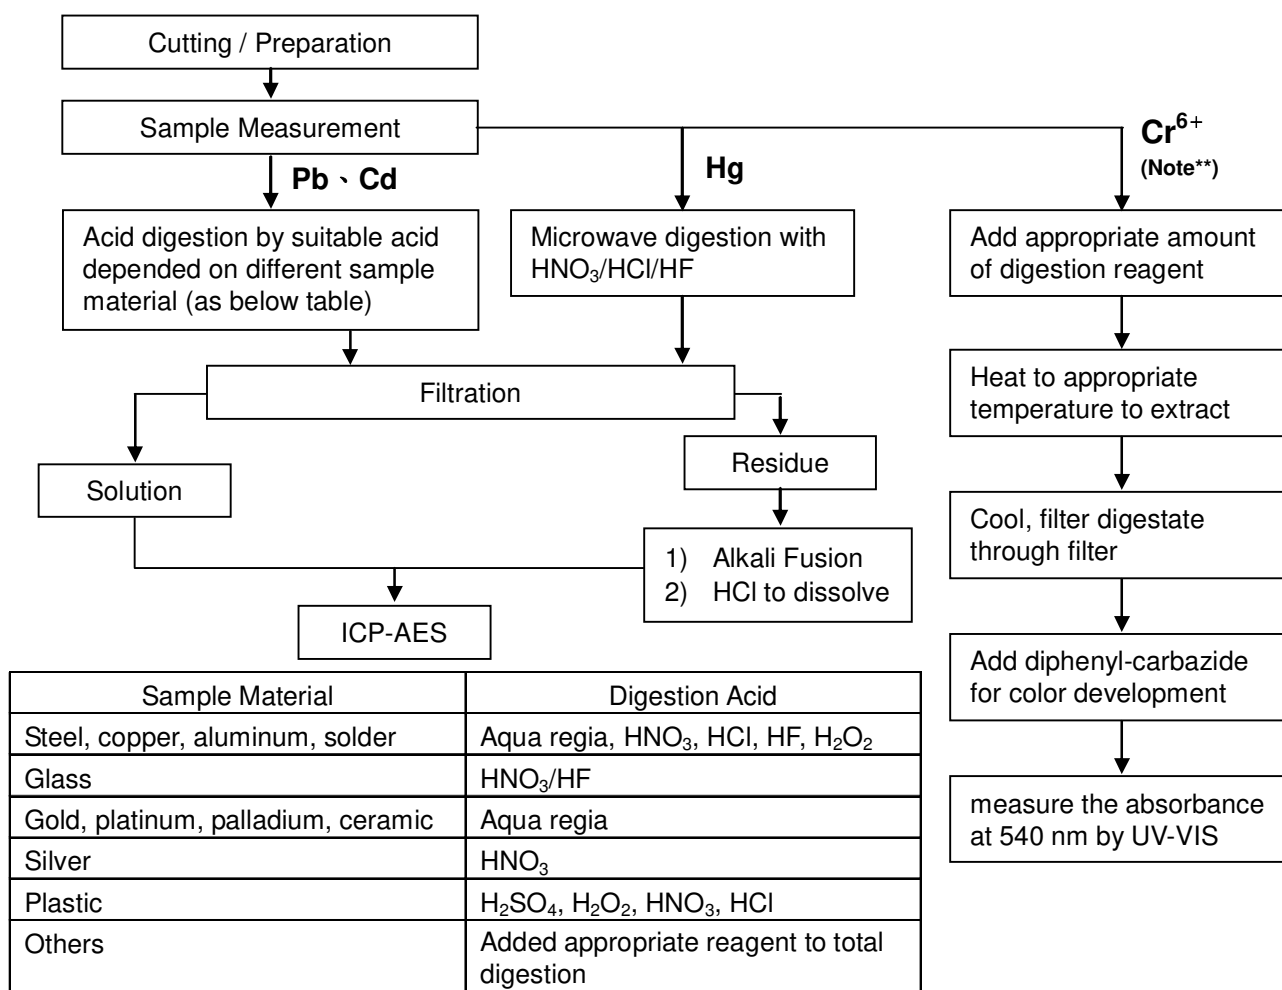 Cutting / Preparation
Sample Measurement
Pb、Cd
Hg
Cr⁶⁺
(Note**)
Acid digestion by suitable acid
depended on different sample
material (as below table)
Microwave digestion with
HNO₃/HCl/HF
Add appropriate amount
of digestion reagent
Filtration
Heat to appropriate
temperature to extract
Solution
Residue
1) Alkali Fusion
2) HCl to dissolve
Cool, filter digestate
through filter
ICP-AES
Add diphenyl-carbazide
for color development
measure the absorbance
at 540 nm by UV-VIS
Sample Material Digestion Acid
Steel, copper, aluminum, solder Aqua regia, HNO₃, HCl, HF, H₂O₂
Glass HNO₃/HF
Gold, platinum, palladium, ceramic Aqua regia
Silver HNO₃
Plastic H₂SO₄, H₂O₂, HNO₃, HCl
Others Added appropriate reagent to total
digestion